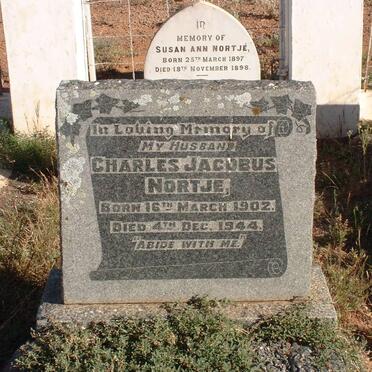 IN
MEMORY OF
SUSAN ANN NORTJÉ,
BORN 25TH MARCH 1897
DIED 18TH NOVEMBER 1898.
In Loving Memory of
MY HUSBAND
CHARLES JACOBUS
NORTJE,
BORN 16TH MARCH 1902.
DIED 4TH DEC. 1944.
"ABIDE WITH ME."